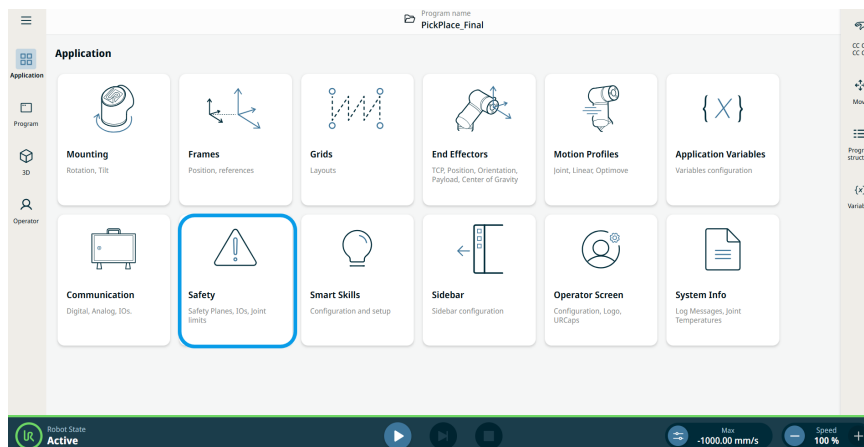 Program name
PickPlace_Final
Application
Application
Program
3D
Operator
Mounting
Rotation, Tilt
Frames
Position, references
Grids
Layouts
End Effectors
TCP, Position, Orientation,
Payload, Center of Gravity
Motion Profiles
Joint, Linear, Optimove
{X}
Application Variables
Variables configuration
Communication
Digital, Analog, IOs.
Safety
Safety Planes, IOs, Joint
limits
Smart Skills
Configuration and setup
Sidebar
Sidebar configuration
Operator Screen
Configuration, Logo,
URCaps
System Info
Log Messages, Joint
Temperatures
UR
Robot State
Active
Max
-1000.00 mm/s
Speed
100 %